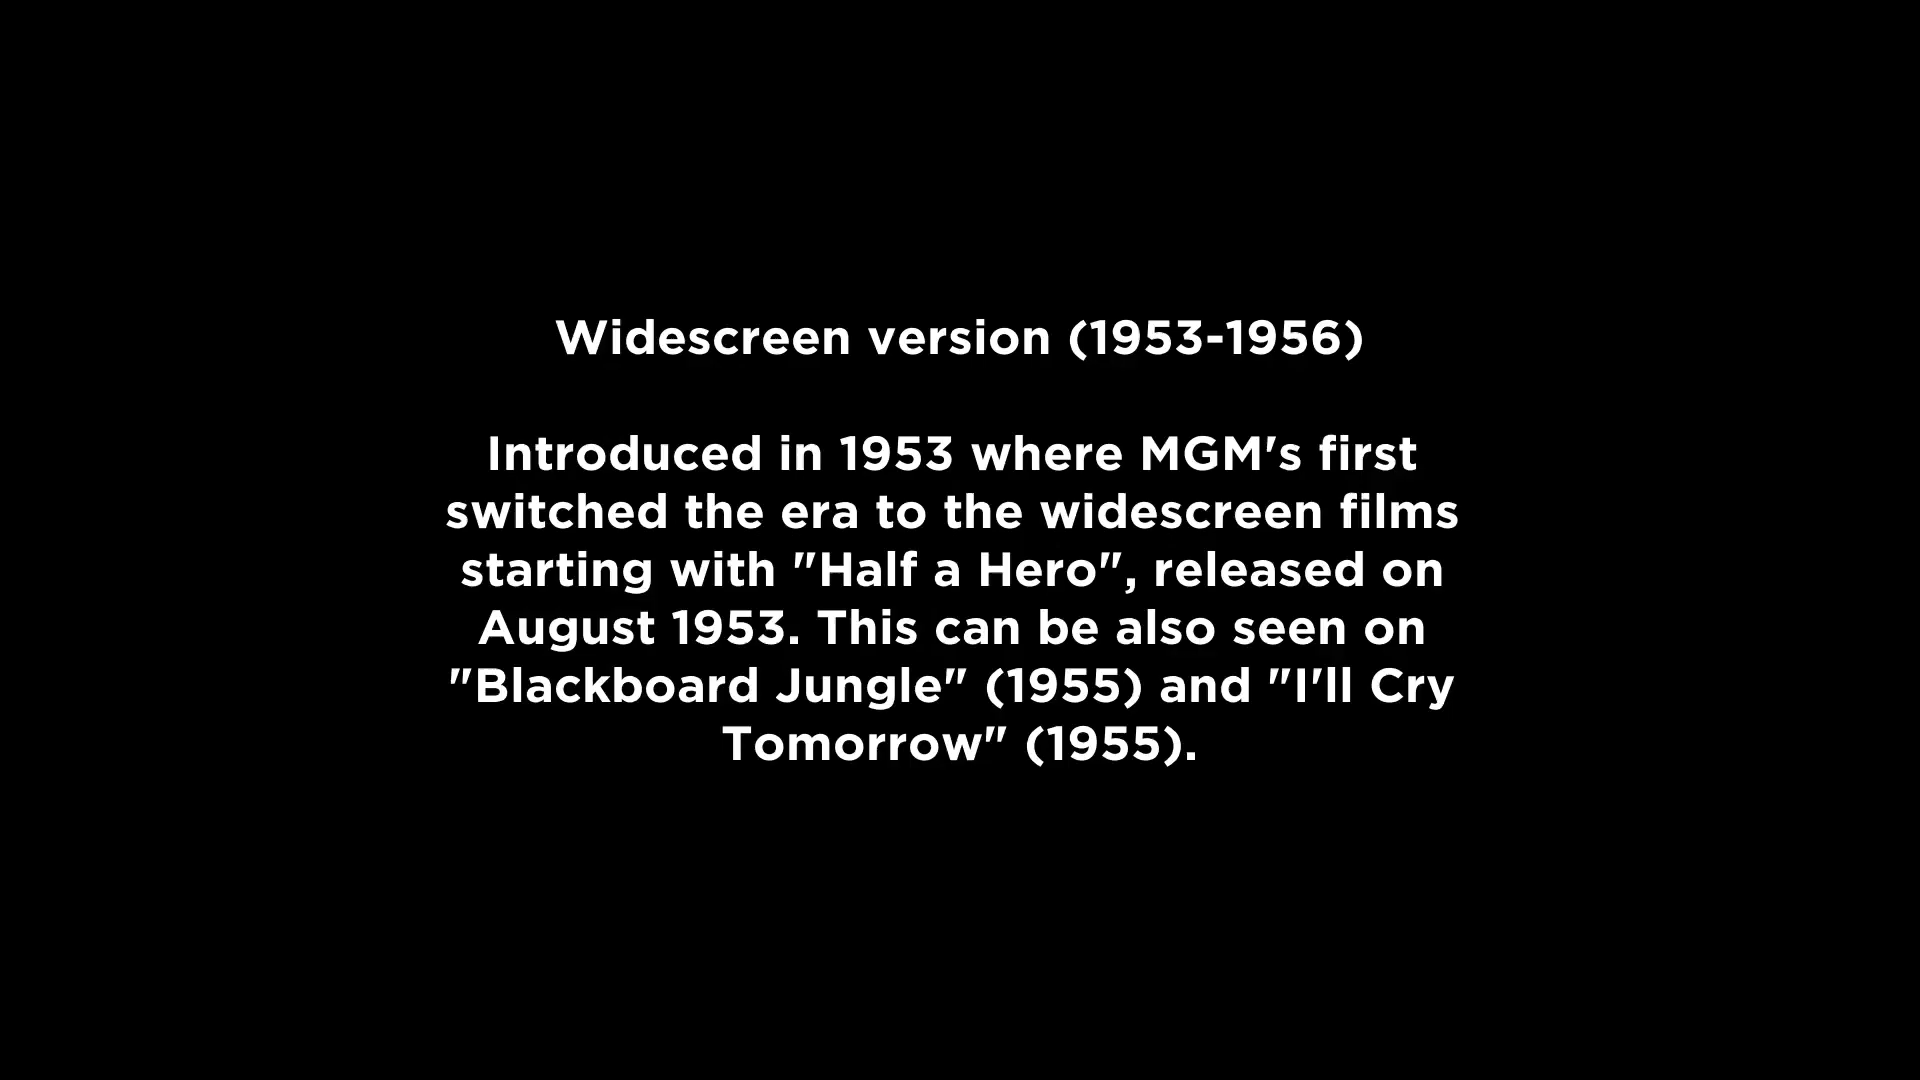 Widescreen version (1953-1956)
Introduced in 1953 where MGM's first
switched the era to the widescreen films
starting with "Half a Hero", released on
August 1953. This can be also seen on
"Blackboard Jungle" (1955) and "I'll Cry
Tomorrow" (1955).